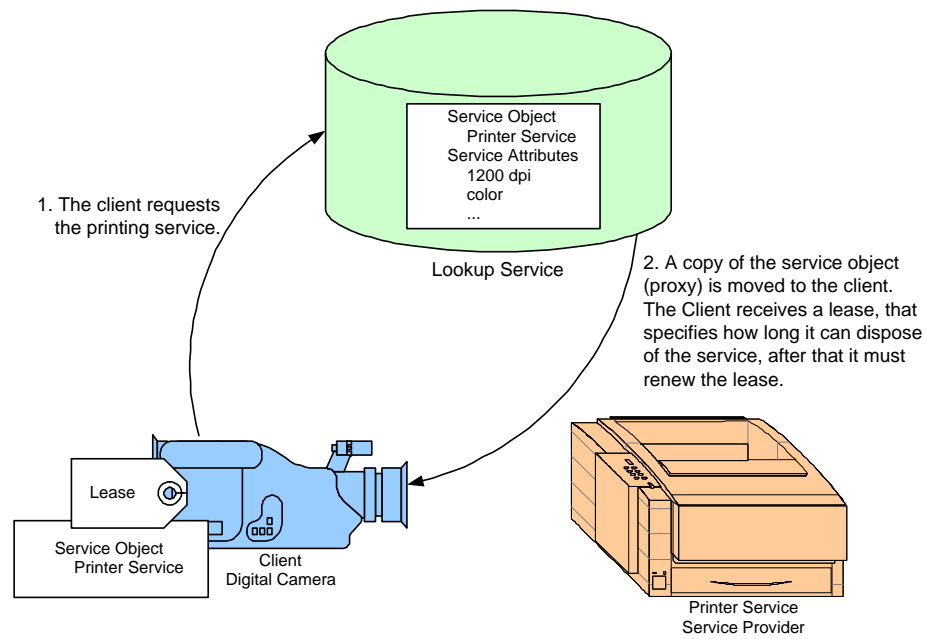 Service Object
Printer Service
Service Attributes
1200 dpi
color
...
Lookup Service
1. The client requests
the printing service.
2. A copy of the service object
(proxy) is moved to the client.
The Client receives a lease, that
specifies how long it can dispose
of the service, after that it must
renew the lease.
Lease
Service Object
Printer Service
Client
Digital Camera
Printer Service
Service Provider